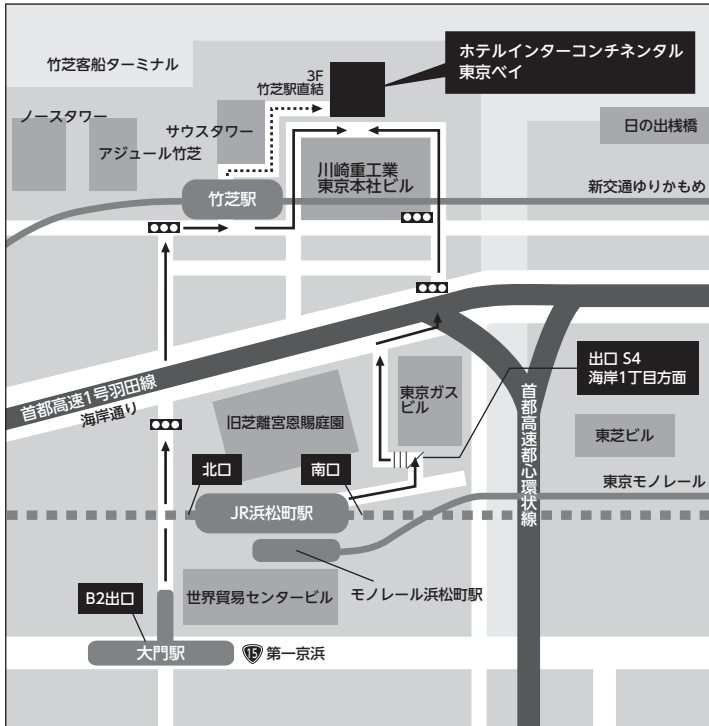 ホテルインターコンチネンタル
東京ベイ
竹芝客船ターミナル
3F
竹芝駅直結
ノースタワー
サウスタワー
アジュール竹芝
日の出桟橋
川崎重工業
東京本社ビル
竹芝駅
新交通ゆりかもめ
首都高速1号羽田線
海岸通り
出口 S4
海岸1丁目方面
東京ガス
ビル
旧芝離宮恩賜庭園
首都高速都心環状線
東芝ビル
北口
南口
東京モノレール
JR浜松町駅
B2出口
世界貿易センタービル
モノレール浜松町駅
大門駅
15 第一京浜